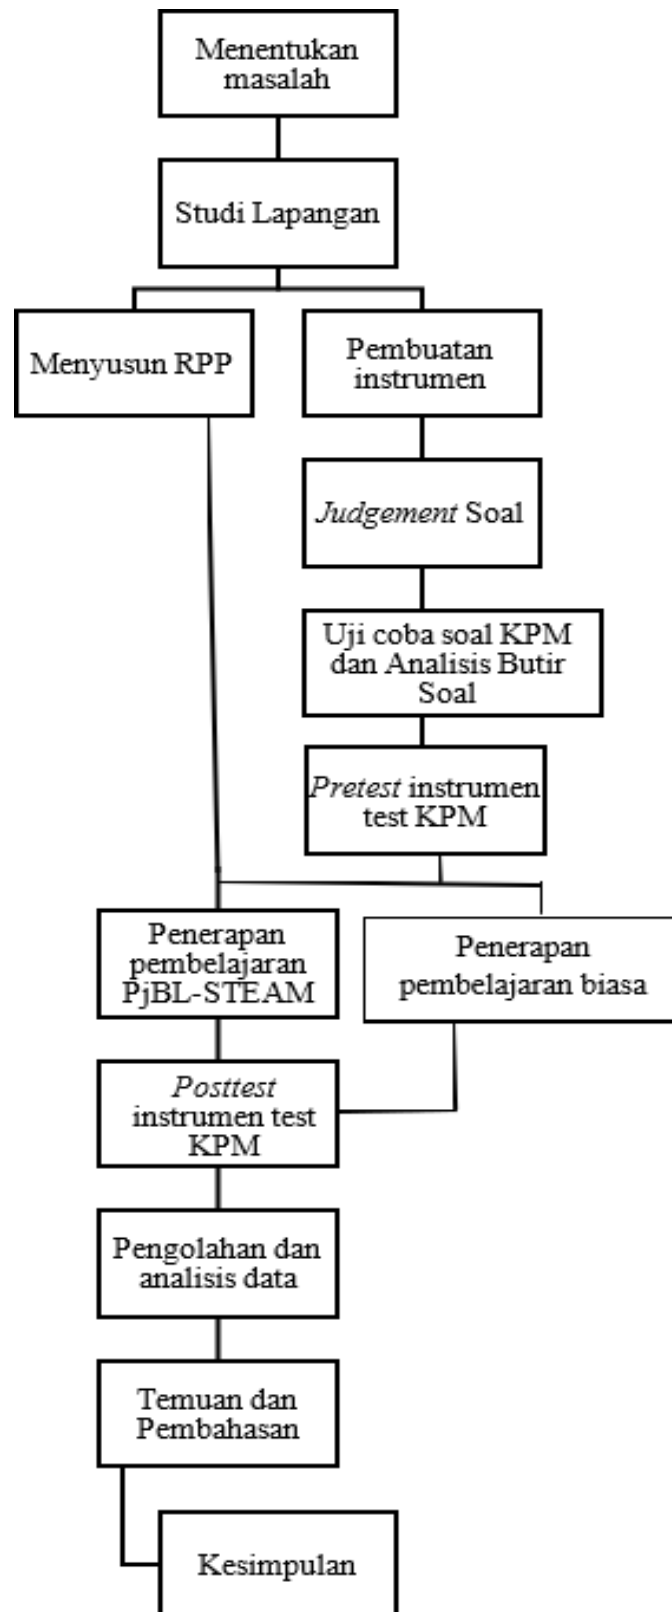 Menentukan
masalah
Studi Lapangan
Menyusun RPP
Pembuatan
instrumen
Judgement Soal
Uji coba soal KPM
dan Analisis Butir
Soal
Pretest instrumen
test KPM
Penerapan
pembelajaran
PjBL-STEAM
Penerapan
pembelajaran biasa
Posttest
instrumen test
KPM
Pengolahan dan
analisis data
Temuan dan
Pembahasan
Kesimpulan